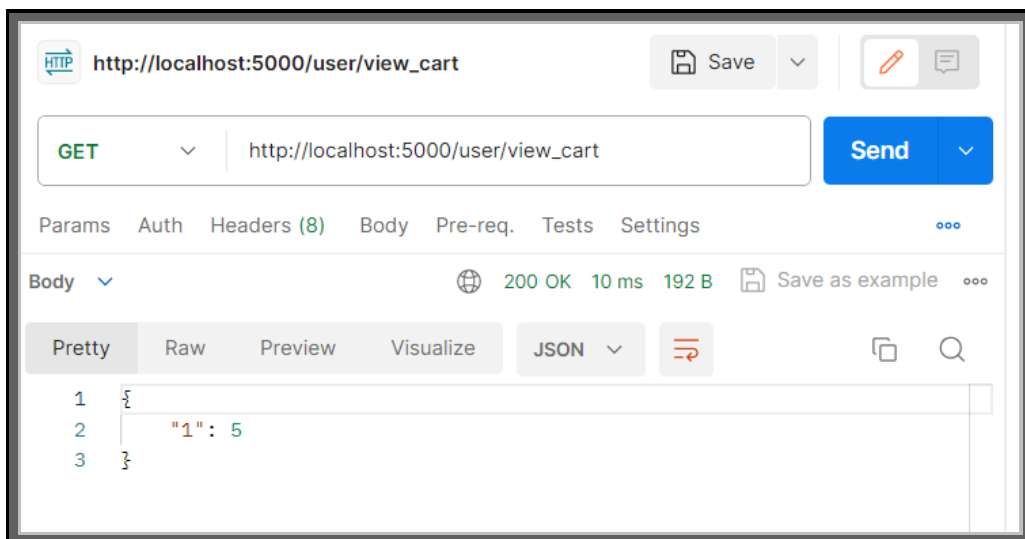 HTTP http://localhost:5000/user/view_cart Save
GET http://localhost:5000/user/view_cart Send
Params Auth Headers (8) Body Pre-req. Tests Settings
Body 200 OK 10 ms 192 B Save as example
Pretty Raw Preview Visualize JSON
1 {
2 "1": 5
3 }